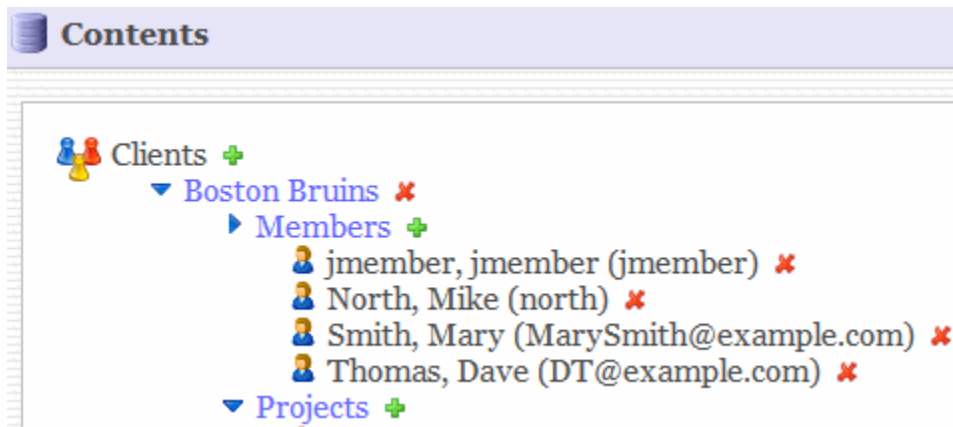 Contents
Clients
Boston Bruins
Members
jmember, jmember (jmember)
North, Mike (north)
Smith, Mary (MarySmith@example.com)
Thomas, Dave (DT@example.com)
Projects